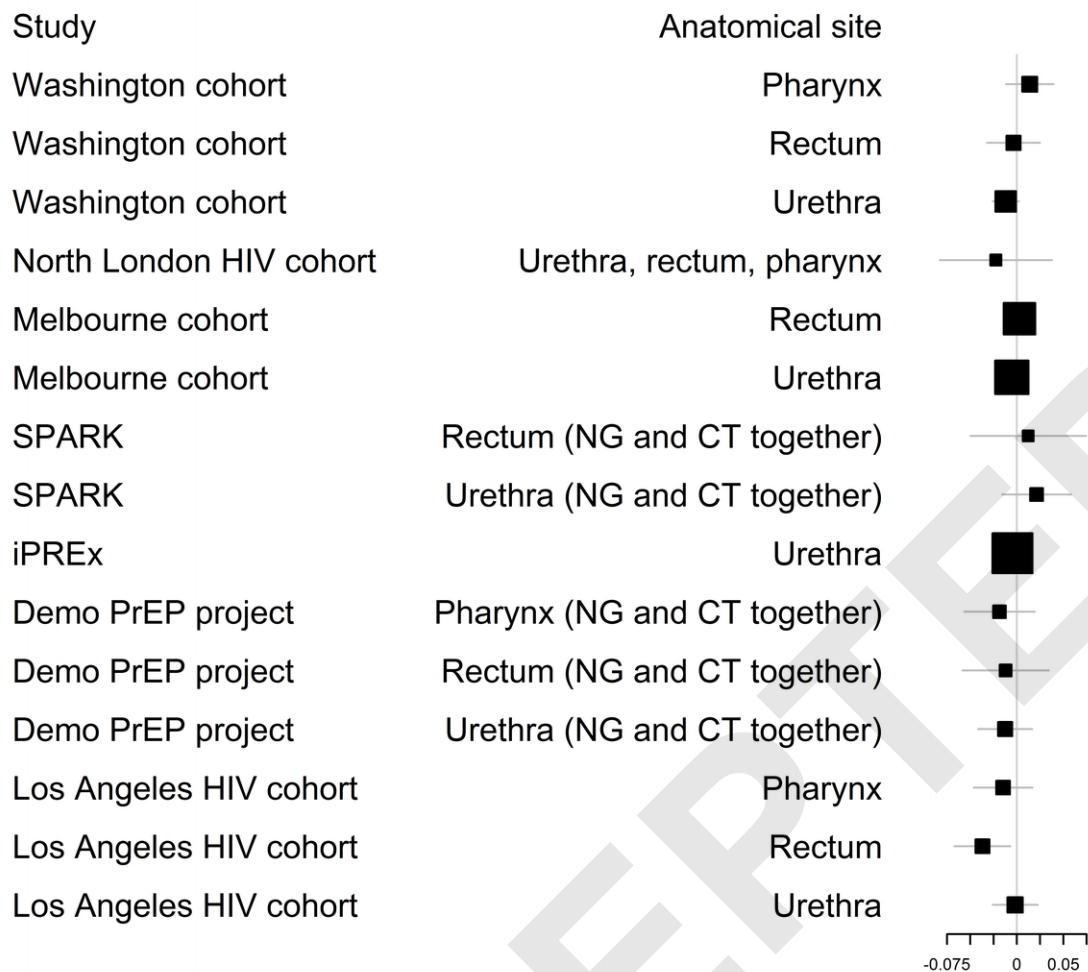 Study Anatomical site
Washington cohort Pharynx
Washington cohort Rectum
Washington cohort Urethra
North London HIV cohort Urethra, rectum, pharynx
Melbourne cohort Rectum
Melbourne cohort Urethra
SPARK Rectum (NG and CT together)
SPARK Urethra (NG and CT together)
iPREx Urethra
Demo PrEP project Pharynx (NG and CT together)
Demo PrEP project Rectum (NG and CT together)
Demo PrEP project Urethra (NG and CT together)
Los Angeles HIV cohort Pharynx
Los Angeles HIV cohort Rectum
Los Angeles HIV cohort Urethra
-0.075 0 0.05